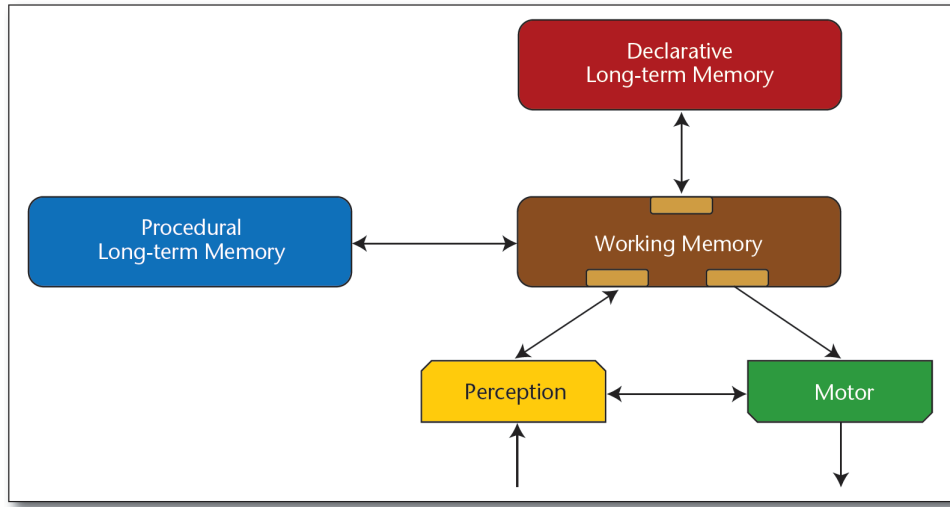 Declarative
Long-term Memory
Procedural
Long-term Memory
Working Memory
Perception
Motor